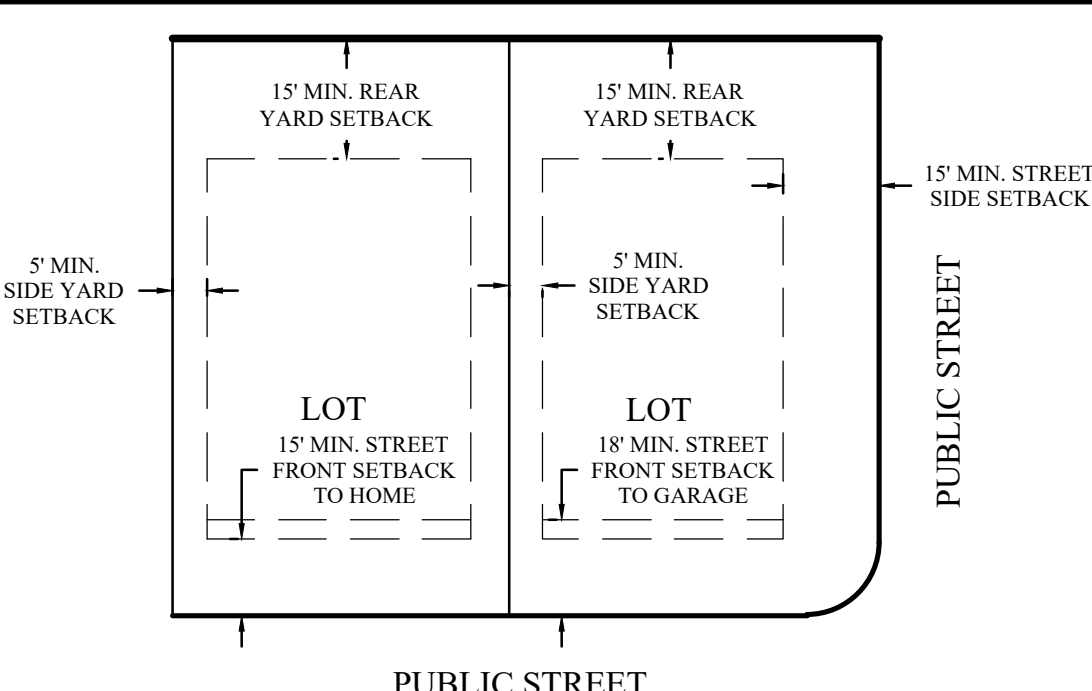 15' MIN. REAR
YARD SETBACK
15' MIN. REAR
YARD SETBACK
15' MIN. STREET
SIDE SETBACK
5' MIN.
SIDE YARD
SETBACK
5' MIN.
SIDE YARD
SETBACK
PUBLIC STREET
LOT
15' MIN. STREET
FRONT SETBACK
TO HOME
LOT
18' MIN. STREET
FRONT SETBACK
TO GARAGE
PUBLIC STREET